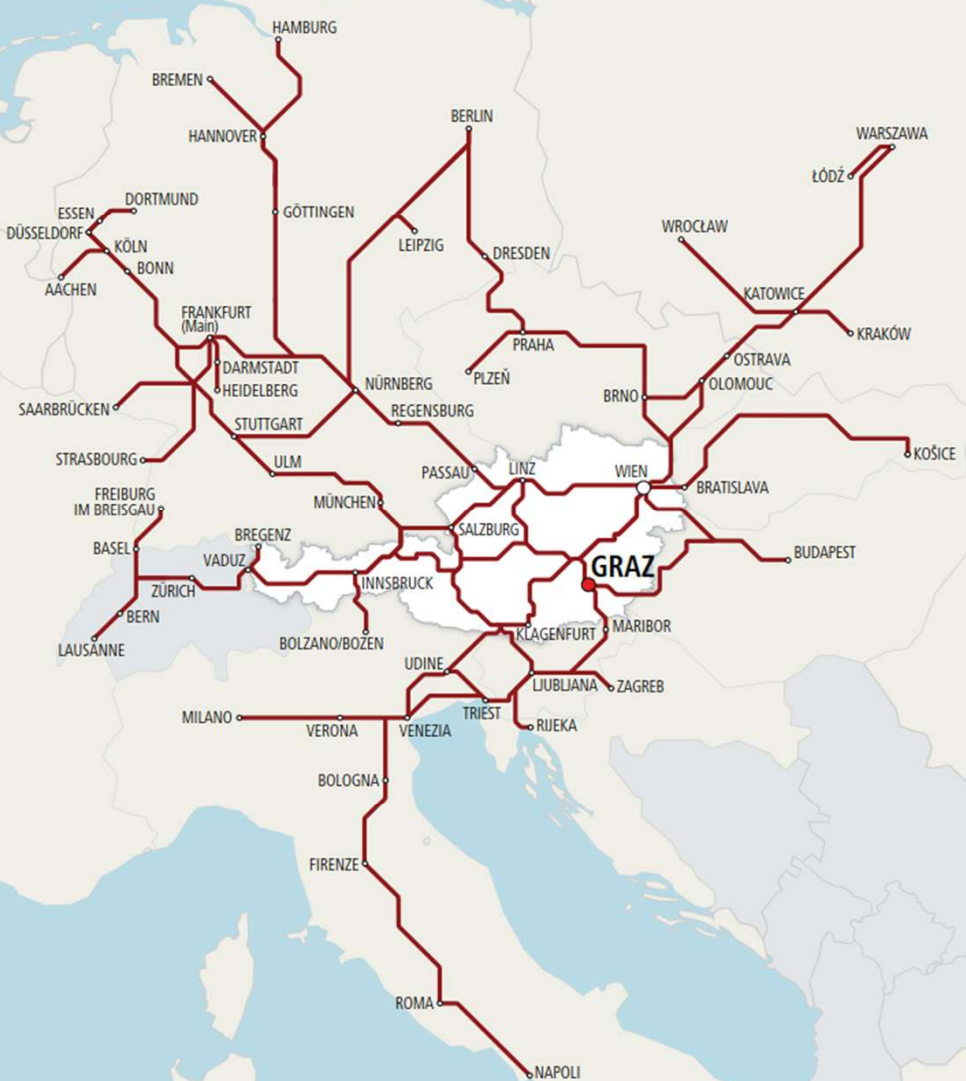 HAMBURG
BREMEN
BERLIN
HANNOVER
WARSZAWA
ŁÓDŹ
DORTMUND
ESSEN
GÖTTINGEN
DÜSSELDORF
WROCŁAW
KÖLN
LEIPZIG
DRESDEN
BONN
AACHEN
KATOWICE
FRANKFURT
(Main)
KRAKÓW
PRAHA
OSTRAVA
DARMSTADT
PLZEŇ
NÜRNBERG
OLOMOUC
HEIDELBERG
BRNO
SAARBRÜCKEN
REGENSBURG
STUTTGART
KOŠICE
STRASBOURG
ULM
PASSAU
LINZ
WIEN
BRATISLAVA
FREIBURG
IM BREISGAU
MÜNCHEN
SALZBURG
BREGENZ
BASEL
VADUZ
BUDAPEST
GRAZ
INNSBRUCK
ZÜRICH
BERN
MARIBOR
KLAGENFURT
BOLZANO/BOZEN
LAUSANNE
UDINE
LJUBLJANA
ZAGREB
TRIEST
MILANO
VERONA
VENEZIA
RIJEKA
BOLOGNA
FIRENZE
ROMA
NAPOLI